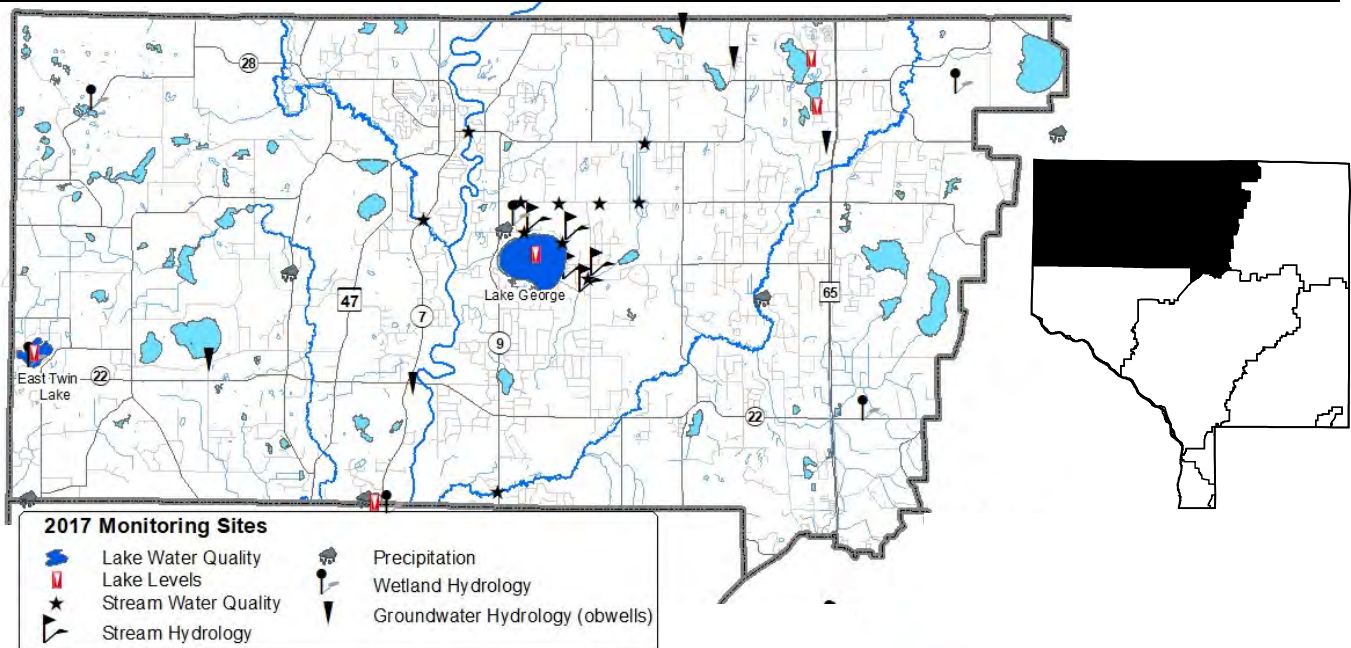 28
47
7
9
65
Lake George
East Twin
Lake
22
22
2017 Monitoring Sites
Lake Water Quality
Lake Levels
Stream Water Quality
Stream Hydrology
Precipitation
Wetland Hydrology
Groundwater Hydrology (obwells)